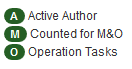 A Active Author
M Counted for M&O
O Operation Tasks